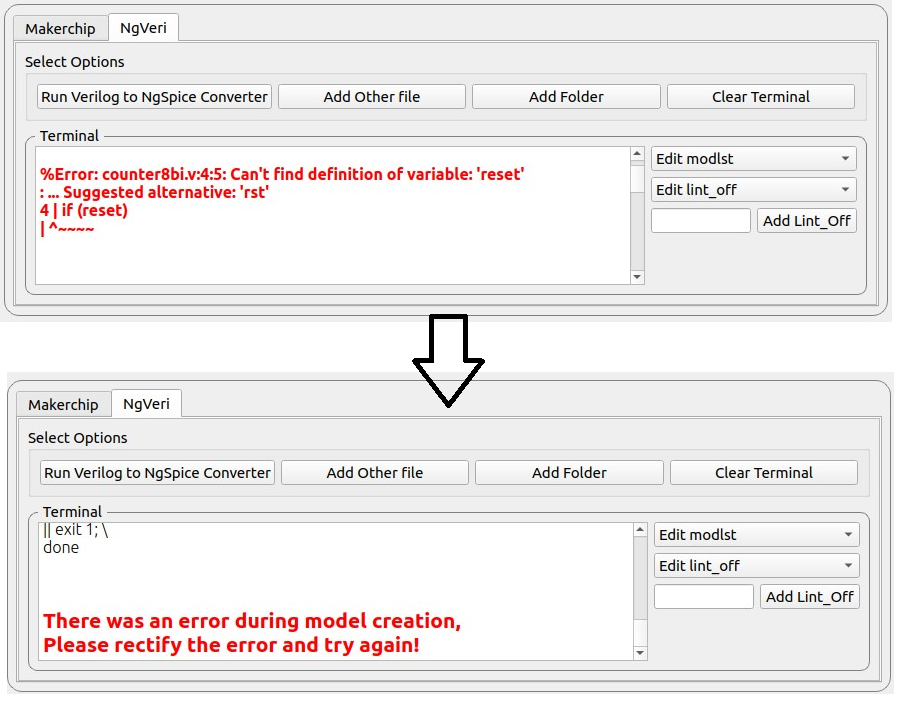 Makerchip NgVeri
Select Options
Run Verilog to NgSpice Converter Add Other file Add Folder Clear Terminal
Terminal
%Error: counter8bi.v:4:5: Can't find definition of variable: 'reset'
: ... Suggested alternative: 'rst'
4 | if (reset)
| ^~~~~
Edit modlst
Edit lint_off
Add Lint_Off
Makerchip NgVeri
Select Options
Run Verilog to NgSpice Converter Add Other file Add Folder Clear Terminal
Terminal
|| exit 1; \
done
There was an error during model creation,
Please rectify the error and try again!
Edit modlst
Edit lint_off
Add Lint_Off